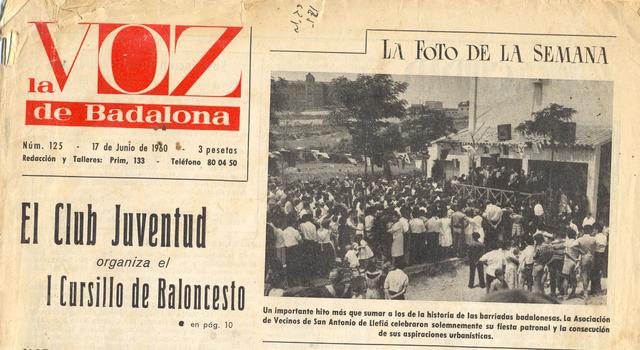 la VOZ
de Badalona
Núm. 125 - 17 de Junio de 1960 - 3 pesetas
Redacción y Talleres: Prim, 133 - Teléfono 80 04 50
El Club Juventud
organiza el
I Cursillo de Baloncesto
● en pág. 10
LA FOTO DE LA SEMANA
Un importante hito más que sumar a los de la historia de las barriadas badalonesas. La Asociación
de Vecinos de San Antonio de Llefiá celebraron solemnemente su fiesta patronal y la consecución
de sus aspiraciones urbanísticas.